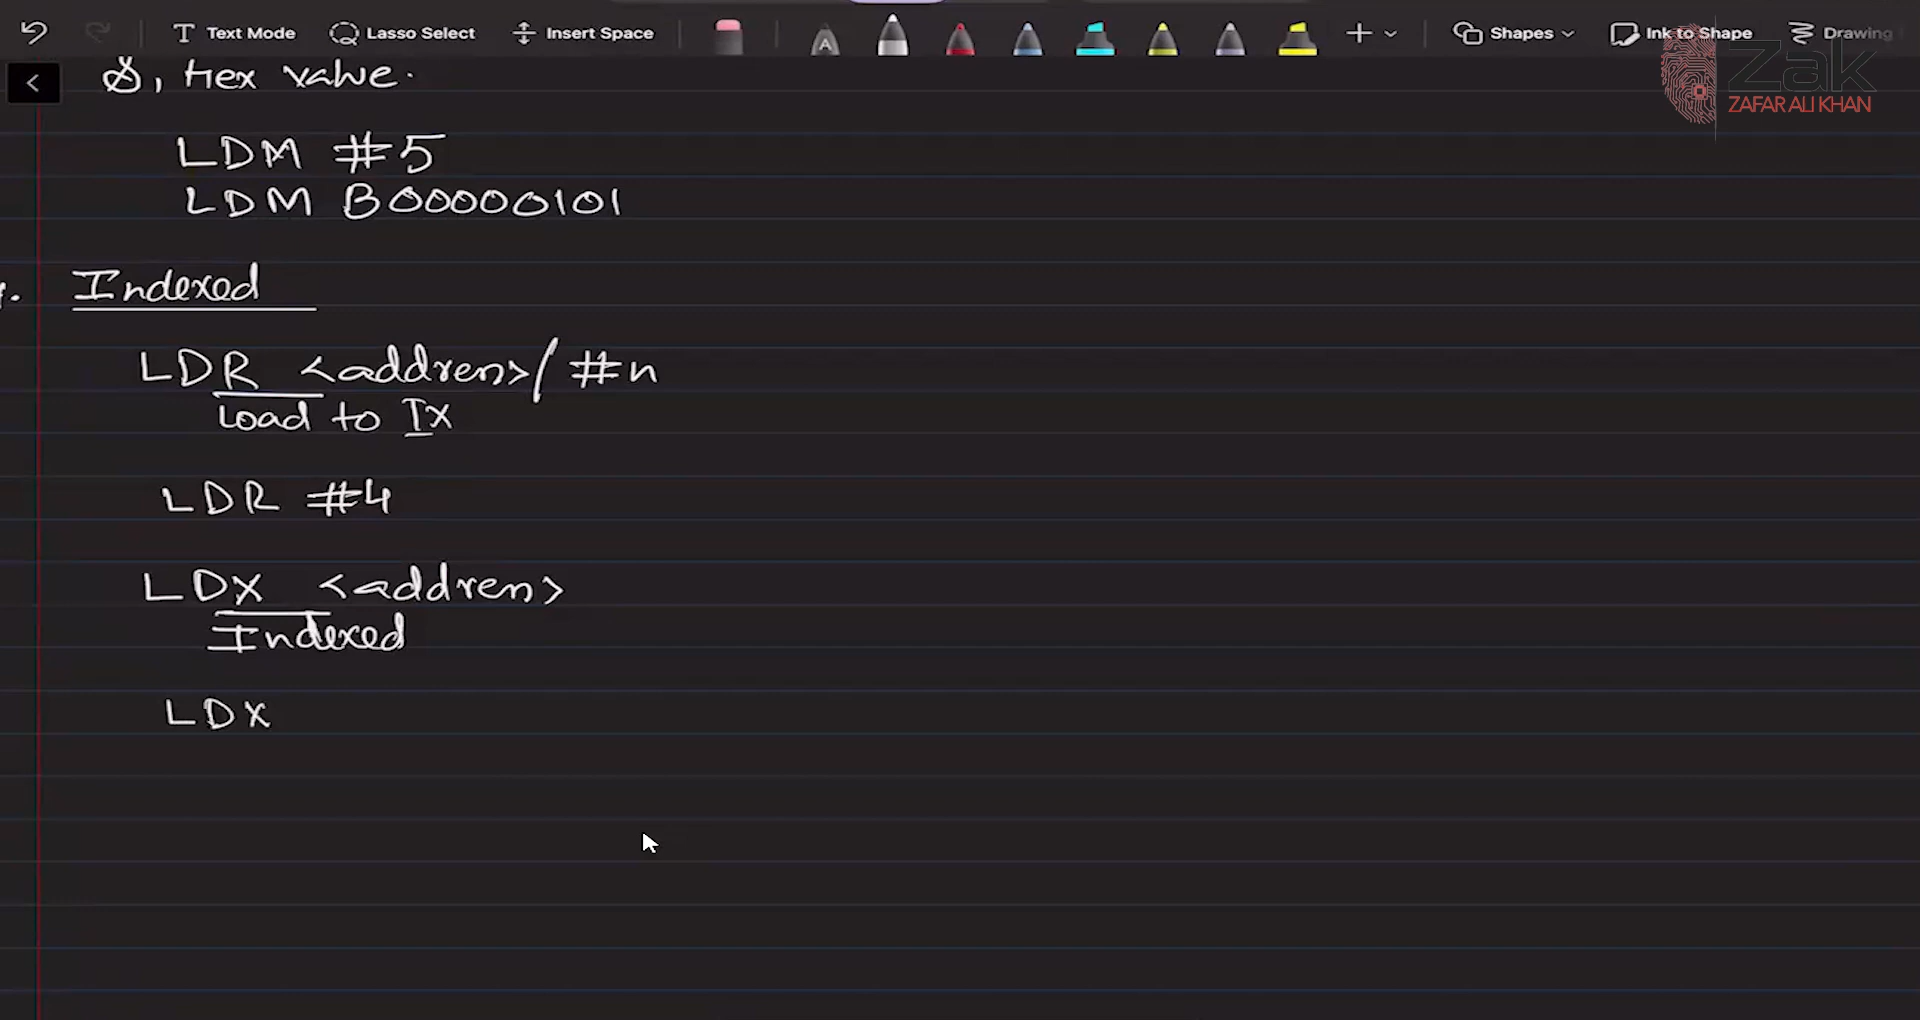 Text Mode Lasso Select Insert Space Shapes Ink to Shape Drawing
Zak
ZAFAR ALI KHAN
&, Hex value.
LDM #5
LDM B00000101
Indexed
LDR <address>/#n
Load to IX
LDR #4
LDX <address>
Indexed
LDX